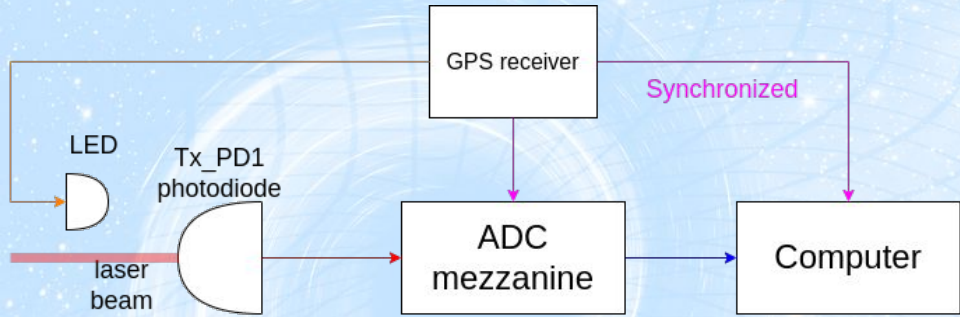 GPS receiver
Synchronized
LED
Tx_PD1
photodiode
ADC
mezzanine
Computer
laser
beam